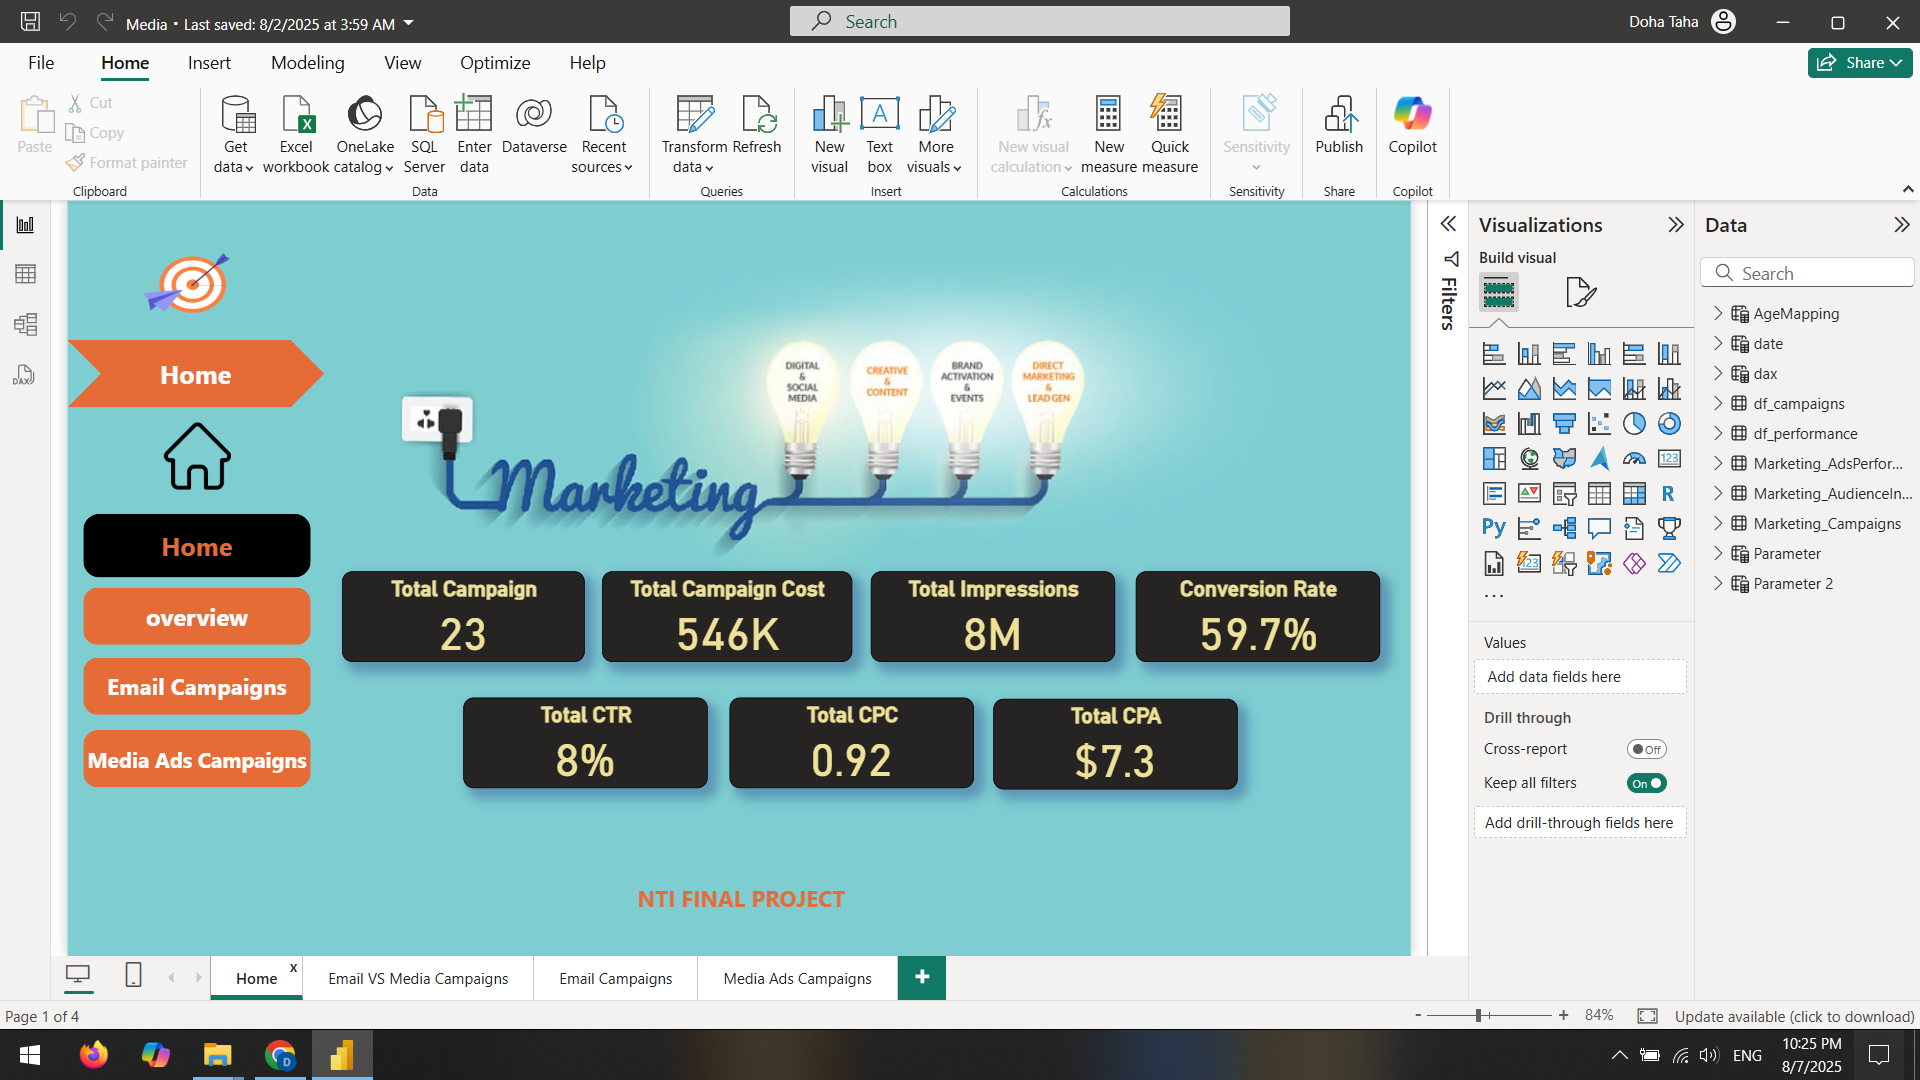 Media • Last saved: 8/2/2025 at 3:59 AM
Search
Doha Taha
File
Home
Insert
Modeling
View
Optimize
Help
Share
Paste
Cut
Copy
Format painter
Clipboard
Get data
Excel workbook
OneLake catalog
SQL Server
Enter data
Dataverse
Recent sources
Data
Transform data
Refresh
Queries
New visual
A
Text box
More visuals
Insert
New visual calculation
New measure
Quick measure
Calculations
Sensitivity
Sensitivity
Publish
Share
Copilot
Copilot
DAX
Home
Home
overview
Email Campaigns
Media Ads Campaigns
DIGITAL
&
SOCIAL
MEDIA
CREATIVE
&
CONTENT
BRAND
ACTIVATION
&
EVENTS
DIRECT
MARKETING
&
LEAD GEN
Marketing
Total Campaign
23
Total Campaign Cost
546K
Total Impressions
8M
Conversion Rate
59.7%
Total CTR
8%
Total CPC
0.92
Total CPA
$7.3
NTI FINAL PROJECT
Filters
Visualizations
Build visual
123
R
Py
123
...
Values
Add data fields here
Drill through
Cross-report
Off
Keep all filters
On
Add drill-through fields here
Data
Search
AgeMapping
date
dax
df_campaigns
df_performance
Marketing_AdsPerfor...
Marketing_AudienceIn...
Marketing_Campaigns
Parameter
Parameter 2
Home
x
Email VS Media Campaigns
Email Campaigns
Media Ads Campaigns
+
Page 1 of 4
- + 84%
Update available (click to download)
D
ENG
10:25 PM
8/7/2025